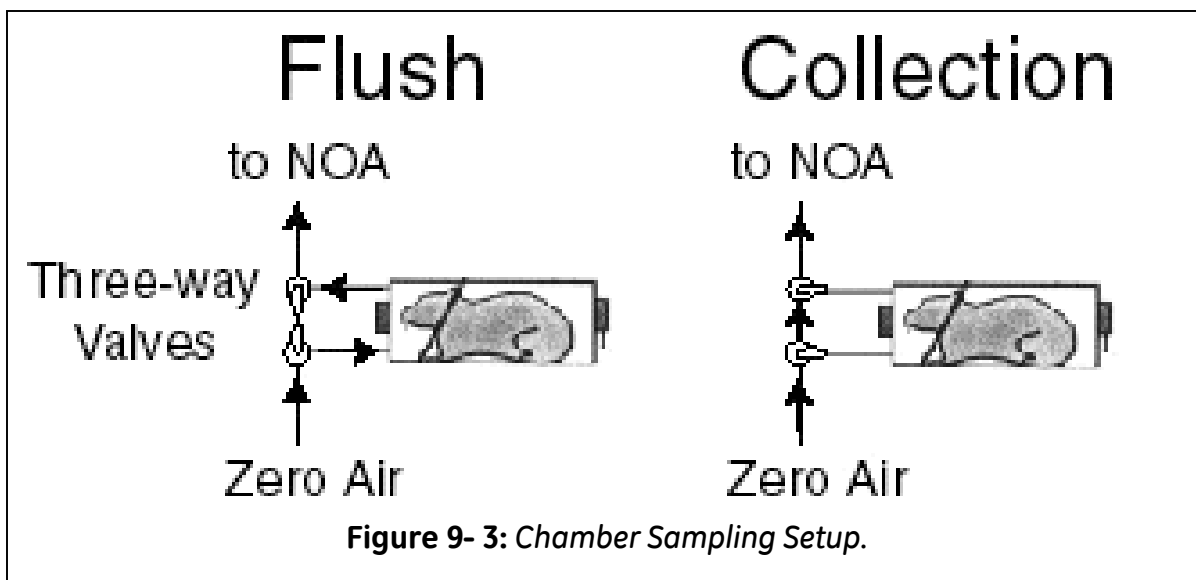 Flush
Collection
to NOA
to NOA
Three-way
Valves
Zero Air
Zero Air
Figure 9- 3: Chamber Sampling Setup.